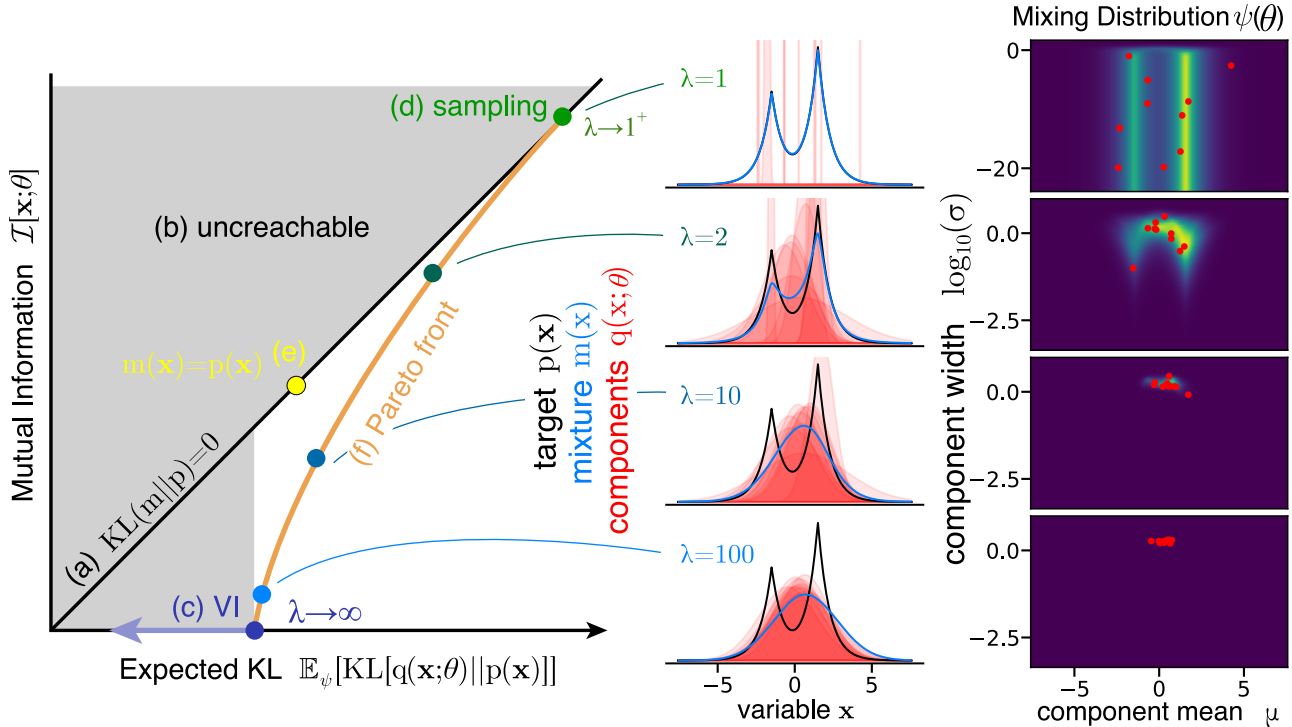 Mutual Information 𝓘[x;θ]
(d) sampling
λ→1⁺
(b) uncreachable
m(x)=p(x) (e)
(f) Pareto front
(a) KL(m||p)=0
(c) VI
λ→∞
Expected KL 𝔼ψ[KL[q(x;θ)||p(x)]]
target p(x)
mixture m(x)
components q(x;θ)
λ=1
λ=2
λ=10
λ=100
−5 0 5
variable x
Mixing Distribution ψ(θ)
component width log₁₀(σ)
0
−20
0.0
−2.5
0.0
−2.5
0.0
−2.5
−5 0 5
component mean μ